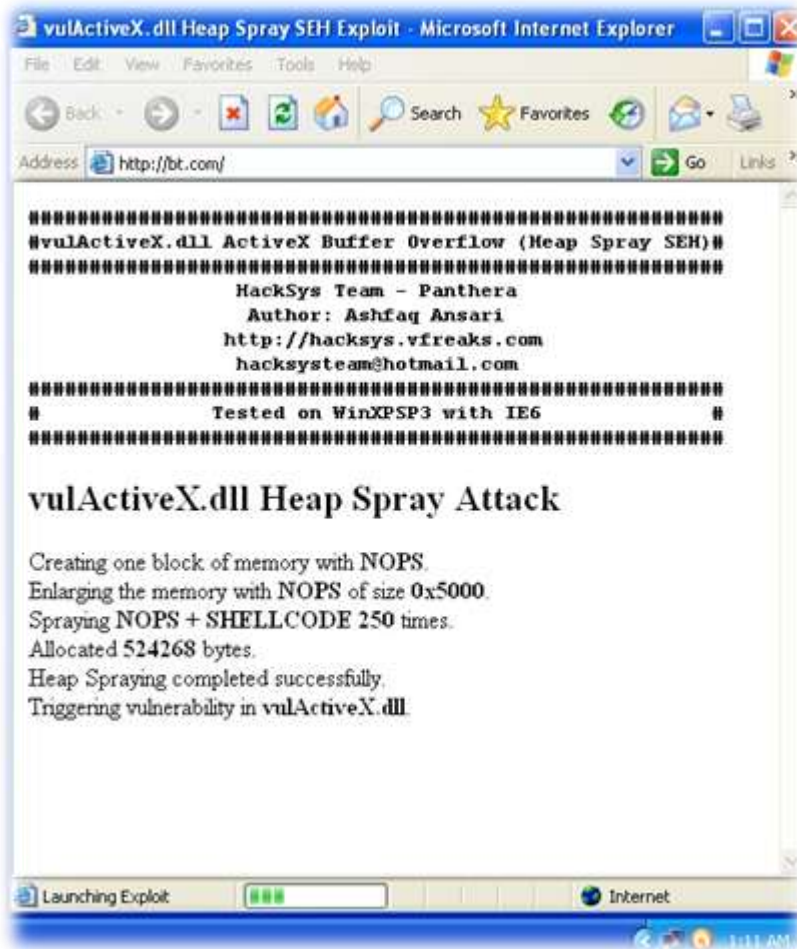 vulActiveX.dll Heap Spray SEH Exploit - Microsoft Internet Explorer
File Edit View Favorites Tools Help
Back Search Favorites
Address http://bt.com/ Go Links
#########################################################
#vulActiveX.dll ActiveX Buffer Overflow (Heap Spray SEH)#
#########################################################
HackSys Team - Panthera
Author: Ashfaq Ansari
http://hacksys.vfreaks.com
hacksysteam@hotmail.com
#########################################################
# Tested on WinXPSP3 with IE6 #
#########################################################
vulActiveX.dll Heap Spray Attack
Creating one block of memory with NOPS.
Enlarging the memory with NOPS of size 0x5000.
Spraying NOPS + SHELLCODE 250 times.
Allocated 524268 bytes.
Heap Spraying completed successfully.
Triggering vulnerability in vulActiveX.dll.
Launching Exploit Internet
1:11 AM